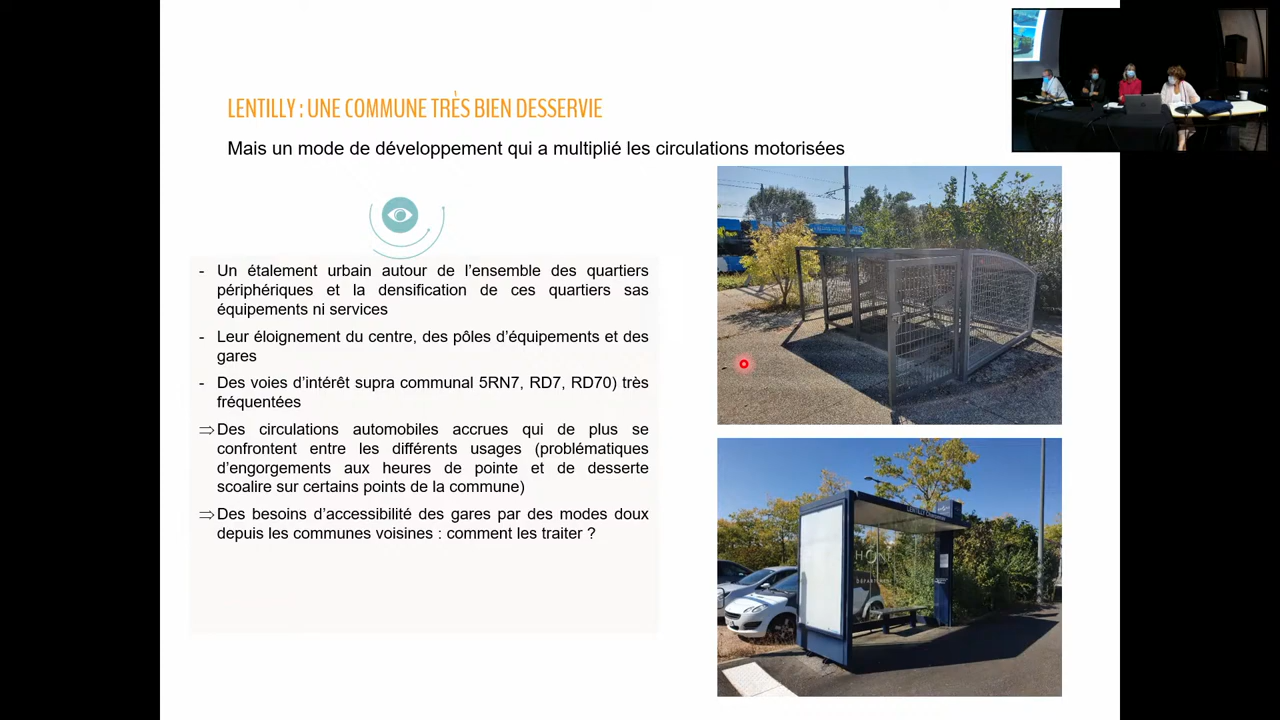 LENTILLY : UNE COMMUNE TRÈS BIEN DESSERVIE
Mais un mode de développement qui a multiplié les circulations motorisées
- Un étalement urbain autour de l'ensemble des quartiers
périphériques et la densification de ces quartiers sas
équipements ni services
- Leur éloignement du centre, des pôles d'équipements et des
gares
- Des voies d'intérêt supra communal 5RN7, RD7, RD70) très
fréquentées
⇒ Des circulations automobiles accrues qui de plus se
confrontent entre les différents usages (problématiques
d'engorgements aux heures de pointe et de desserte
scoalire sur certains points de la commune)
⇒ Des besoins d'accessibilité des gares par des modes doux
depuis les communes voisines : comment les traiter ?
LENTILLY